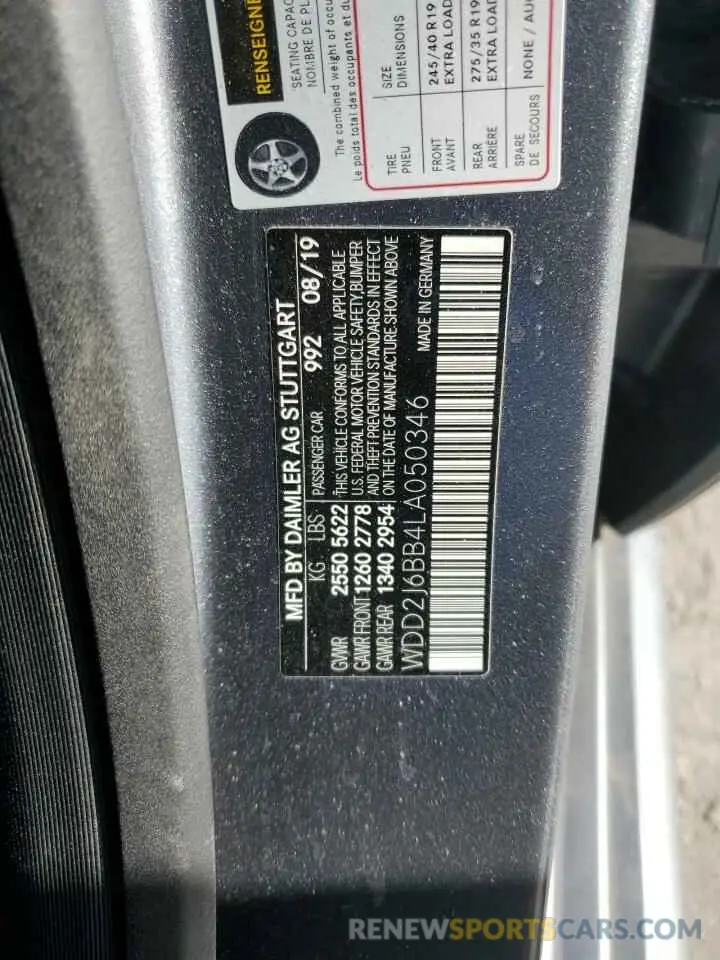 RENSEIGNE
SEATING CAPAC
NOMBRE DE PL
The combined weight of occu
Le poids total des occupants et du
TIRE
PNEU
SIZE
DIMENSIONS
FRONT
AVANT
245/40 R19
EXTRA LOAD
REAR
ARRIÈRE
275/35 R19
EXTRA LOAD
SPARE
DE SECOURS
NONE / AUC
MFD BY DAIMLER AG STUTTGART
KG LBS PASSENGER CAR 992 08/19
GVWR 2550 5622 THIS VEHICLE CONFORMS TO ALL APPLICABLE
U.S. FEDERAL MOTOR VEHICLE SAFETY, BUMPER
GAWR FRONT 1260 2778 AND THEFT PREVENTION STANDARDS IN EFFECT
GAWR REAR 1340 2954 ON THE DATE OF MANUFACTURE SHOWN ABOVE
WDD2J6BB4LA050346 MADE IN GERMANY
RENEWSPORTSCARS.COM